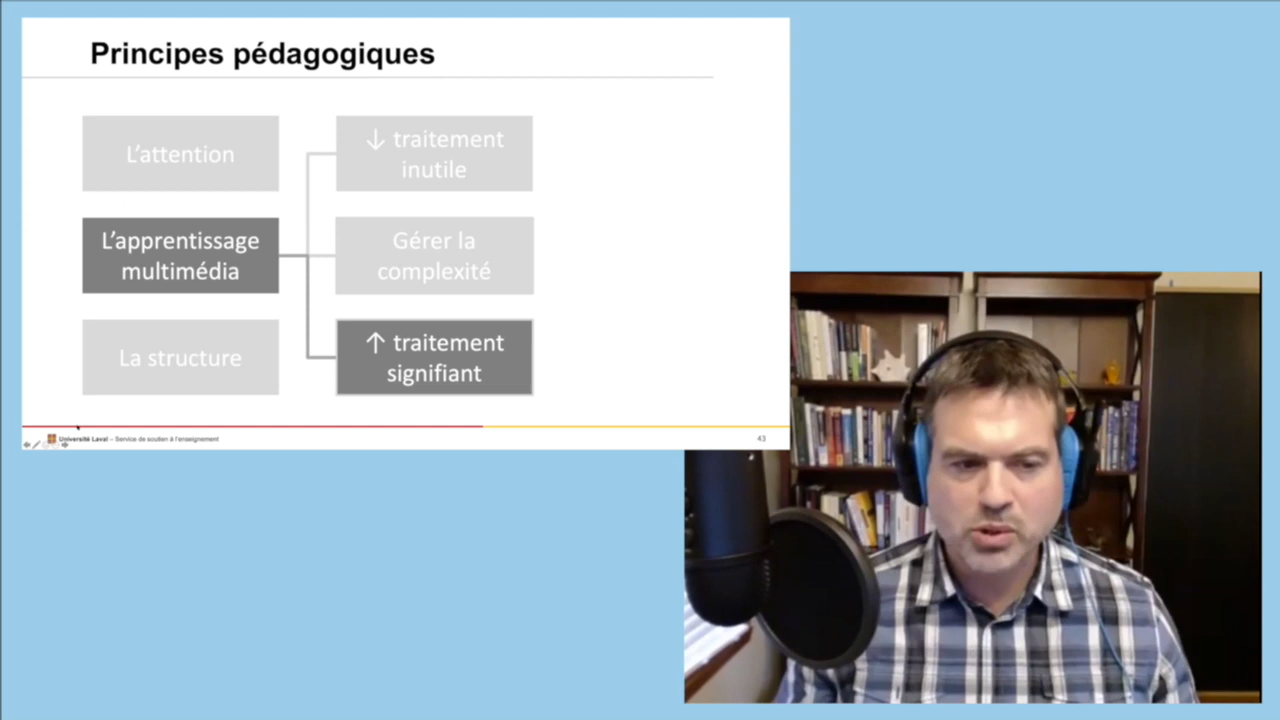 Principes pédagogiques
L'attention
↓ traitement
inutile
L'apprentissage
multimédia
Gérer la
complexité
La structure
↑ traitement
signifiant
Université Laval – Service de soutien à l'enseignement
43